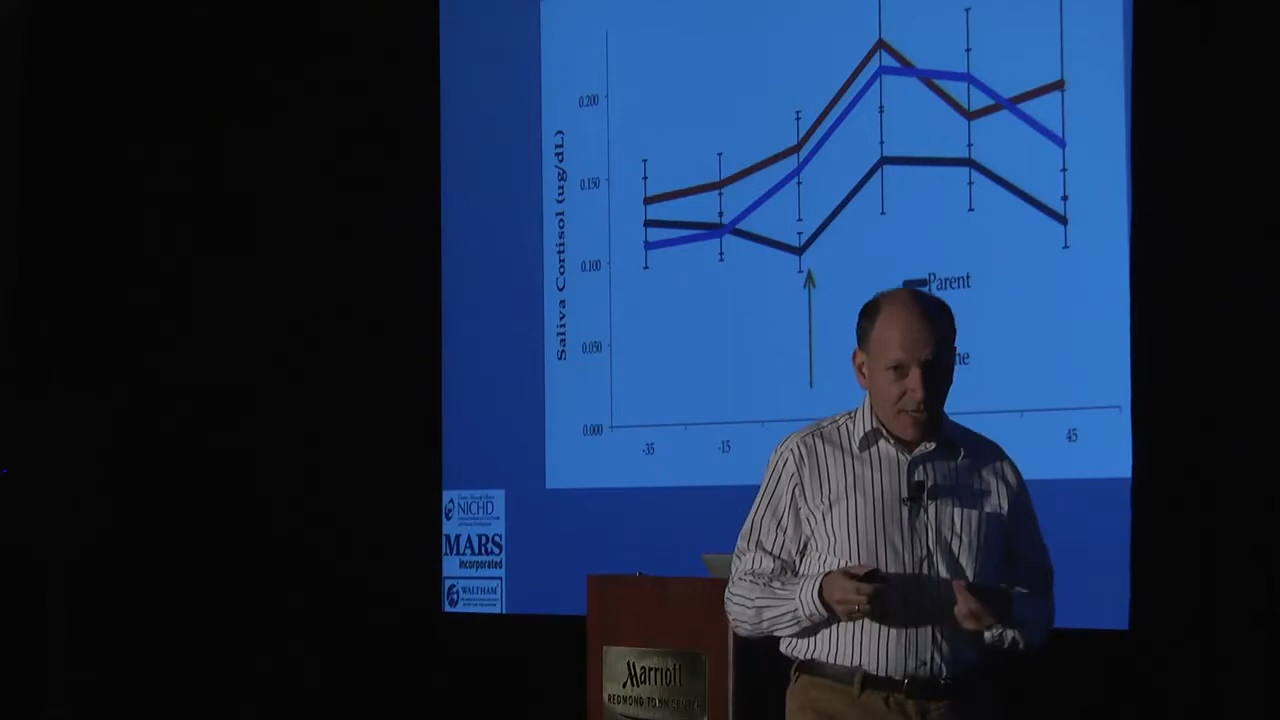 0.200
0.150
0.100
0.050
0.000
Saliva Cortisol (ug/dL)
Parent
ne
-35
-15
45
NICHD
MARS
incorporated
WALTHAM
Marriott
REDMOND TOWN CENTER